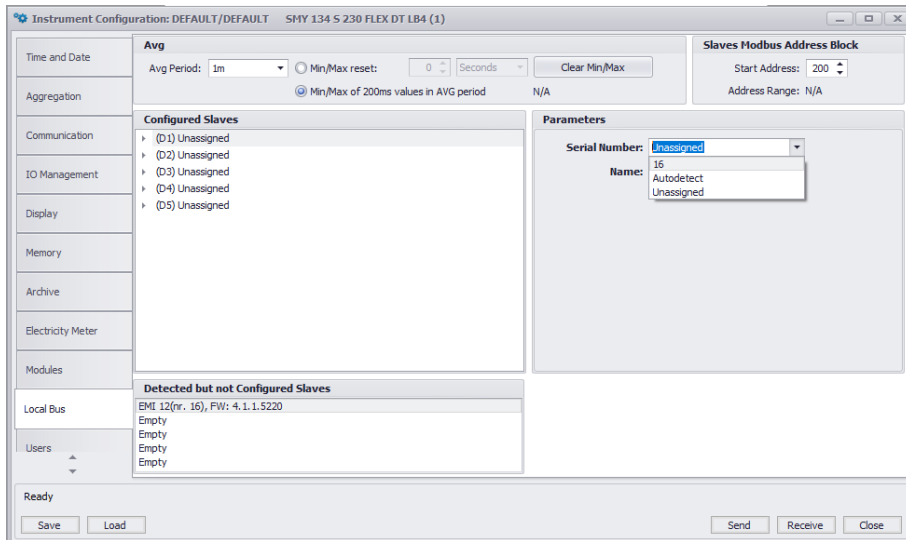 Instrument Configuration: DEFAULT/DEFAULT SMY 134 S 230 FLEX DT LB4 (1)
Time and Date
Aggregation
Communication
IO Management
Display
Memory
Archive
Electricity Meter
Modules
Local Bus
Users
Avg
Avg Period: 1m Min/Max reset: 0 Seconds Clear Min/Max
Min/Max of 200ms values in AVG period N/A
Slaves Modbus Address Block
Start Address: 200
Address Range: N/A
Configured Slaves
(D1) Unassigned
(D2) Unassigned
(D3) Unassigned
(D4) Unassigned
(D5) Unassigned
Parameters
Serial Number: Unassigned
Name:
16
Autodetect
Unassigned
Detected but not Configured Slaves
EMI 12(nr. 16), FW: 4.1.1.5220
Empty
Empty
Empty
Empty
Ready
Save Load Send Receive Close